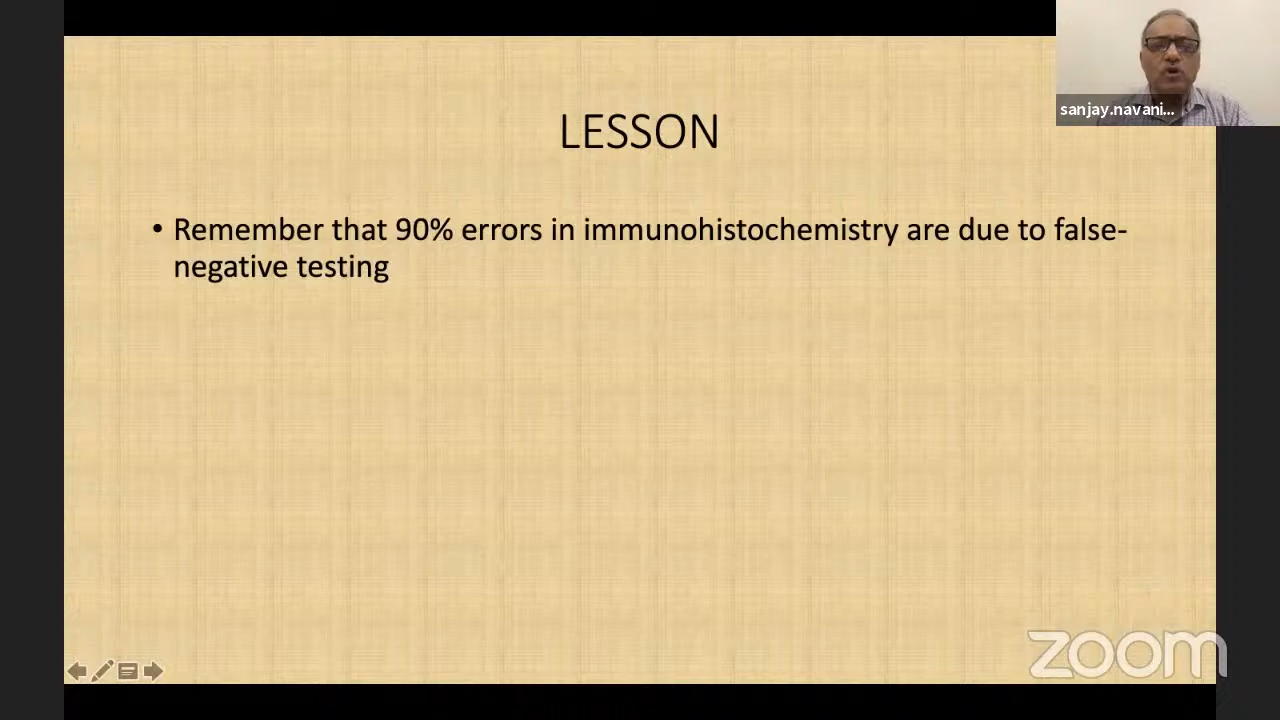 sanjay.navani...
LESSON
• Remember that 90% errors in immunohistochemistry are due to false-
negative testing
zoom